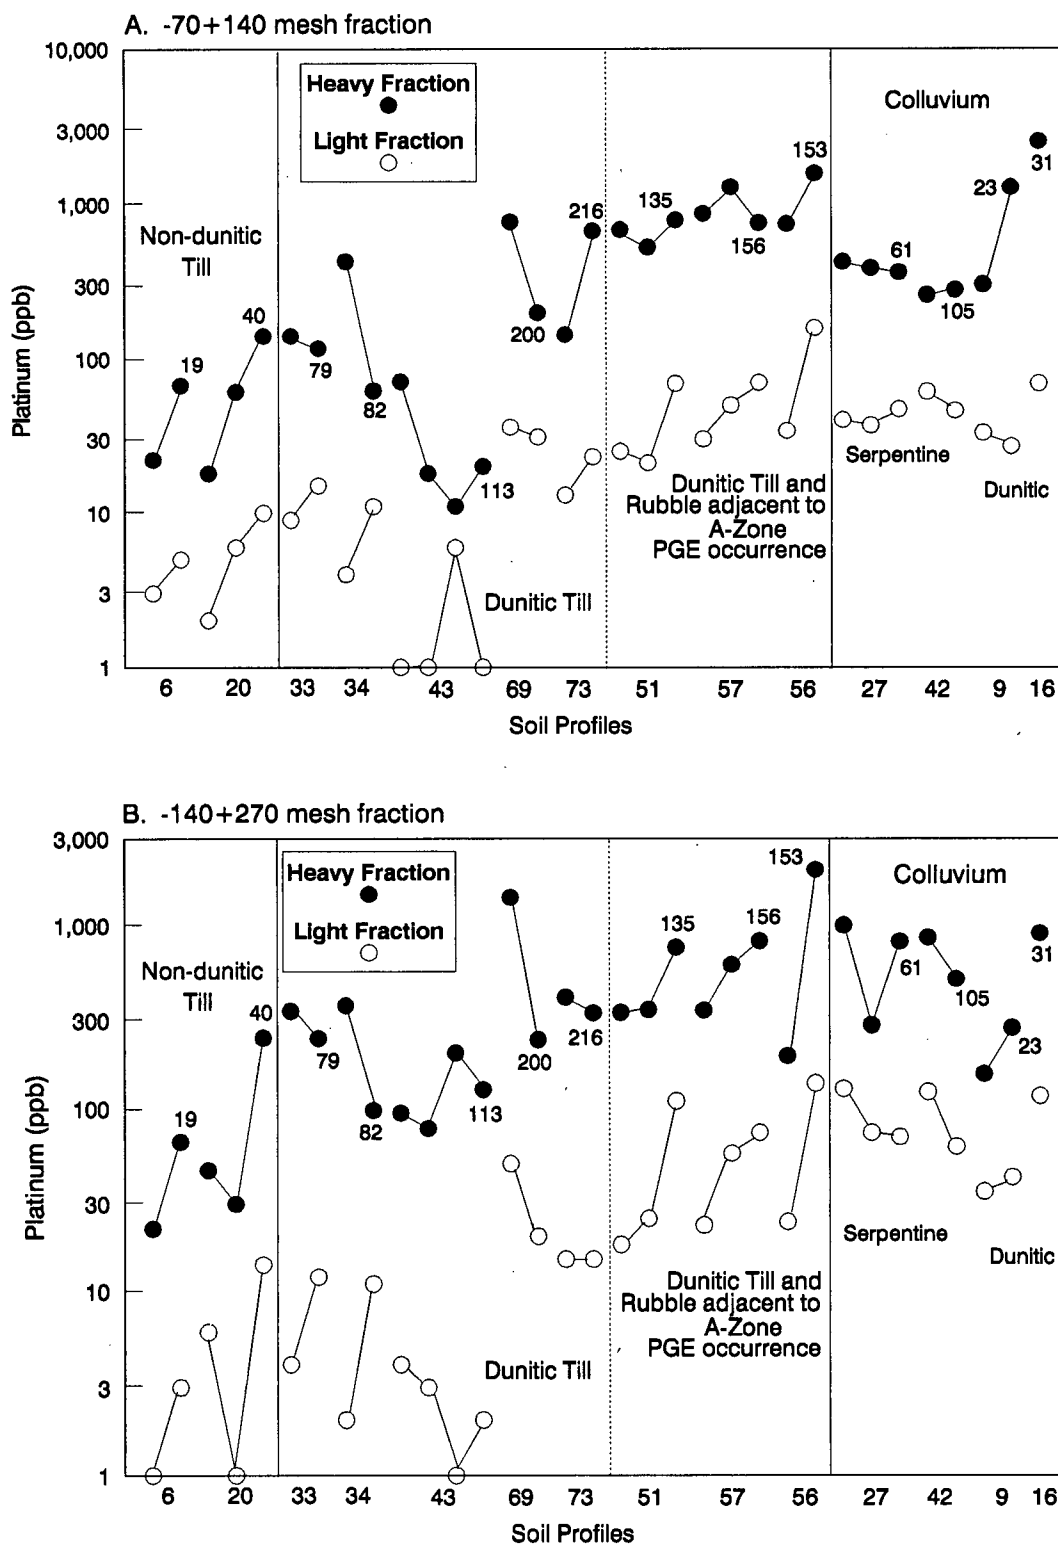 A. -70+140 mesh fraction
10,000
3,000
1,000
300
100
30
10
3
1
Platinum (ppb)
Heavy Fraction
Light Fraction
Non-dunitic
Till
Colluvium
19
40
79
82
113
200
216
135
156
153
61
105
23
31
Serpentine
Dunitic
Dunitic Till and
Rubble adjacent to
A-Zone
PGE occurrence
Dunitic Till
6 20 33 34 43 69 73 51 57 56 27 42 9 16
Soil Profiles
B. -140+270 mesh fraction
3,000
1,000
300
100
30
10
3
1
Platinum (ppb)
Heavy Fraction
Light Fraction
Non-dunitic
Till
Colluvium
19
40
79
82
113
200
216
135
156
153
61
105
23
31
Serpentine
Dunitic
Dunitic Till and
Rubble adjacent to
A-Zone
PGE occurrence
Dunitic Till
6 20 33 34 43 69 73 51 57 56 27 42 9 16
Soil Profiles